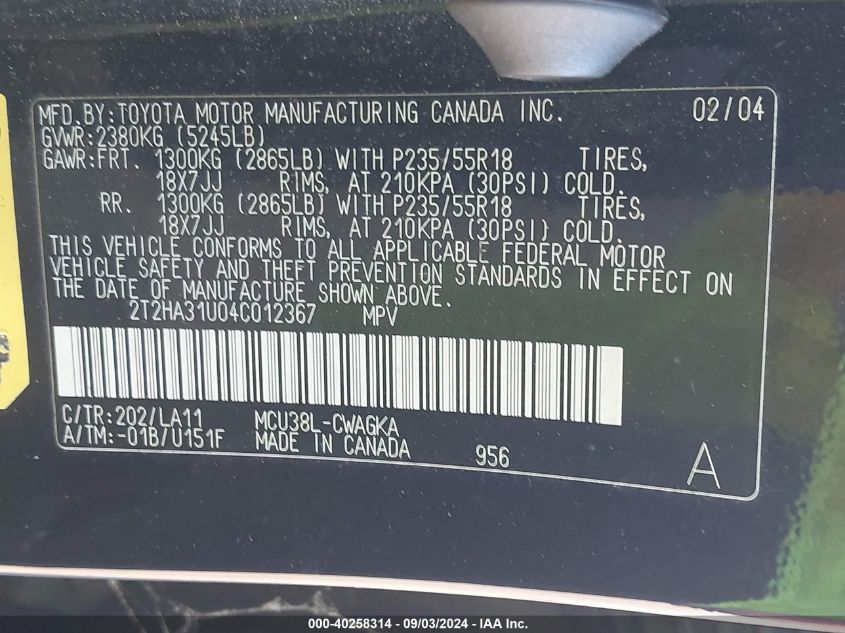 MFD.BY:TOYOTA MOTOR MANUFACTURING CANADA INC. 02/04
GVWR:2380KG (5245LB)
GAWR:FRT. 1300KG (2865LB) WITH P235/55R18 TIRES,
18X7JJ RIMS, AT 210KPA (30PSI) COLD.
RR. 1300KG (2865LB) WITH P235/55R18 TIRES,
18X7JJ RIMS, AT 210KPA (30PSI) COLD.
THIS VEHICLE CONFORMS TO ALL APPLICABLE FEDERAL MOTOR
VEHICLE SAFETY AND THEFT PREVENTION STANDARDS IN EFFECT ON
THE DATE OF MANUFACTURE SHOWN ABOVE.
2T2HA31U04C012367 MPV
C/TR:202/LA11 MCU38L-CWAGKA
A/TM:-01B/U151F MADE IN CANADA 956 A
000-40258314 - 09/03/2024 - IAA Inc.